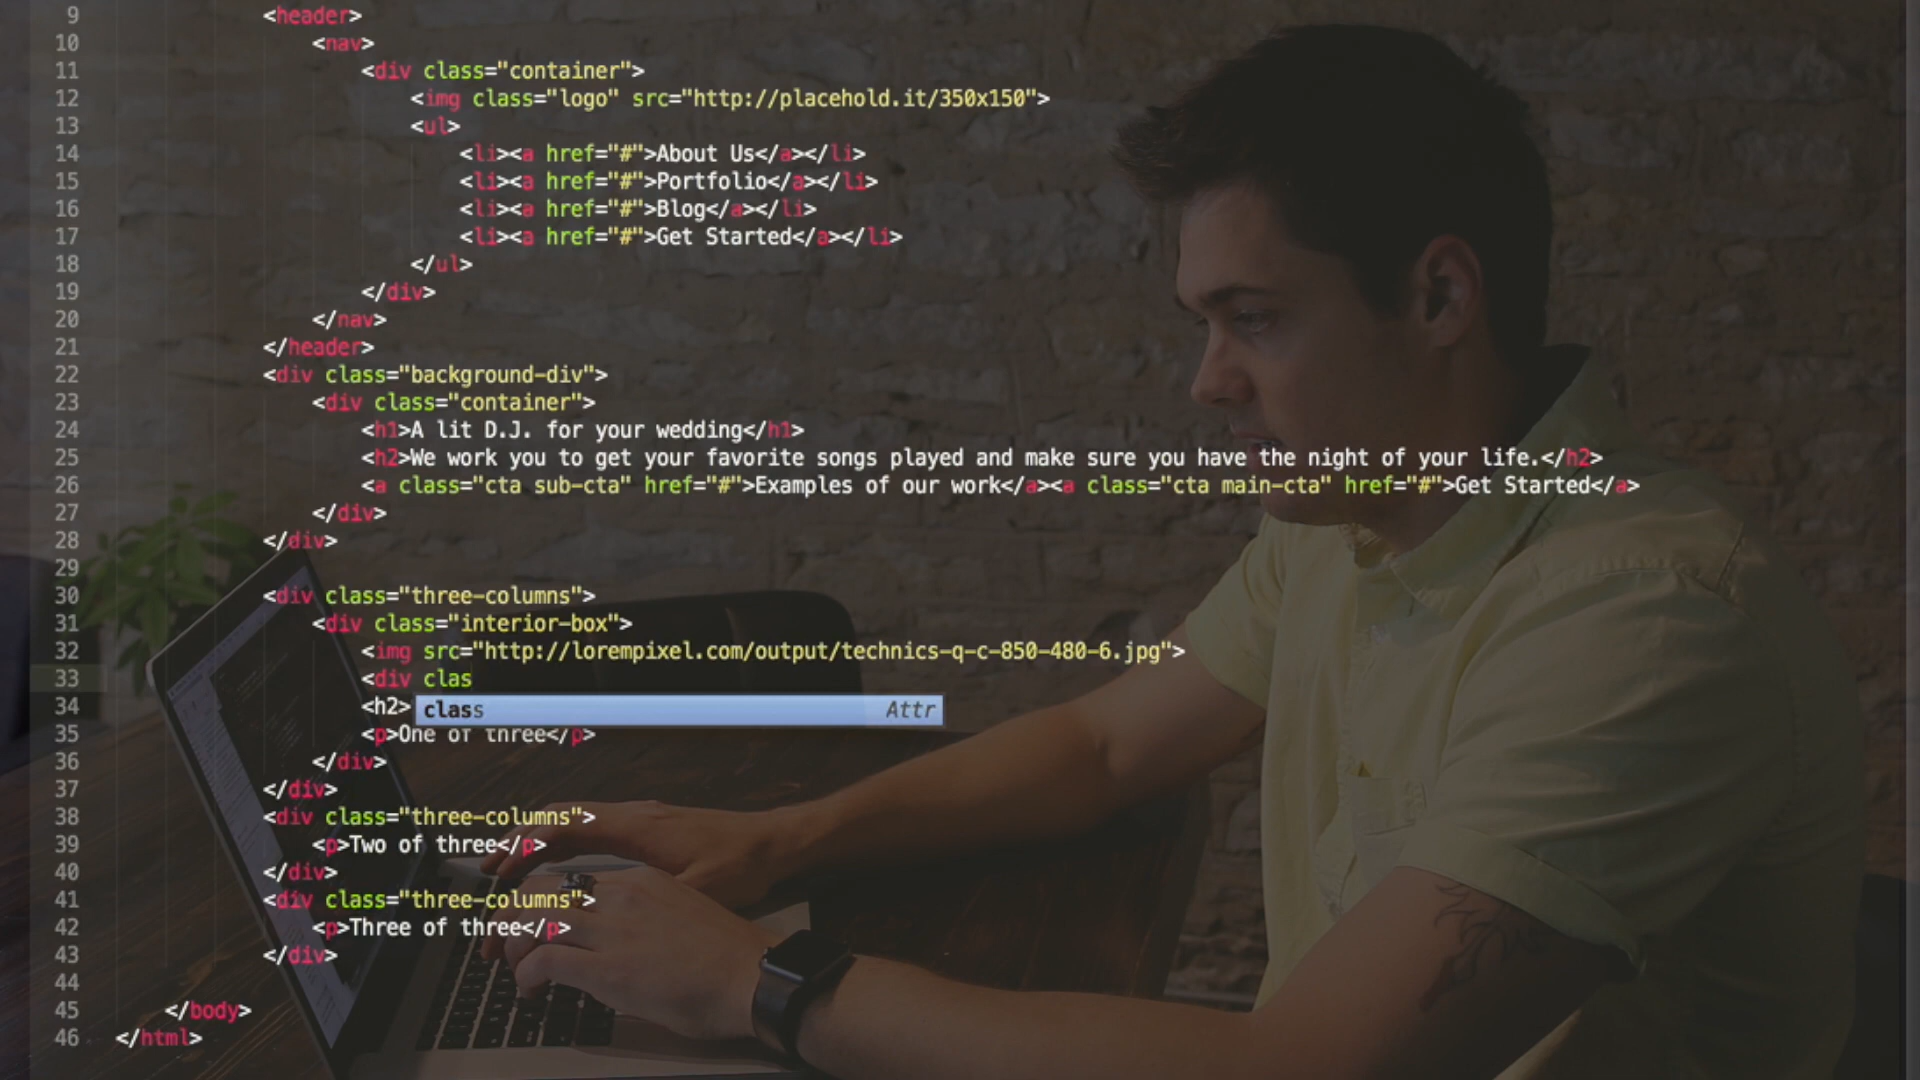 9 <header>
10 <nav>
11 <div class="container">
12 <img class="logo" src="http://placehold.it/350x150">
13 <ul>
14 <li><a href="#">About Us</a></li>
15 <li><a href="#">Portfolio</a></li>
16 <li><a href="#">Blog</a></li>
17 <li><a href="#">Get Started</a></li>
18 </ul>
19 </div>
20 </nav>
21 </header>
22 <div class="background-div">
23 <div class="container">
24 <h1>A lit D.J. for your wedding</h1>
25 <h2>We work you to get your favorite songs played and make sure you have the night of your life.</h2>
26 <a class="cta sub-cta" href="#">Examples of our work</a><a class="cta main-cta" href="#">Get Started</a>
27 </div>
28 </div>
29
30 <div class="three-columns">
31 <div class="interior-box">
32 <img src="http://lorempixel.com/output/technics-q-c-850-480-6.jpg">
33 <div clas
34 <h2> class Attr
35 <p>One of three</p>
36 </div>
37 </div>
38 <div class="three-columns">
39 <p>Two of three</p>
40 </div>
41 <div class="three-columns">
42 <p>Three of three</p>
43 </div>
44
45 </body>
46 </html>